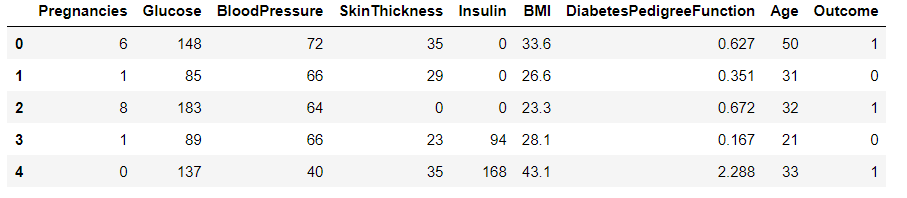 Pregnancies Glucose BloodPressure SkinThickness Insulin BMI DiabetesPedigreeFunction Age Outcome
0 6 148 72 35 0 33.6 0.627 50 1
1 1 85 66 29 0 26.6 0.351 31 0
2 8 183 64 0 0 23.3 0.672 32 1
3 1 89 66 23 94 28.1 0.167 21 0
4 0 137 40 35 168 43.1 2.288 33 1